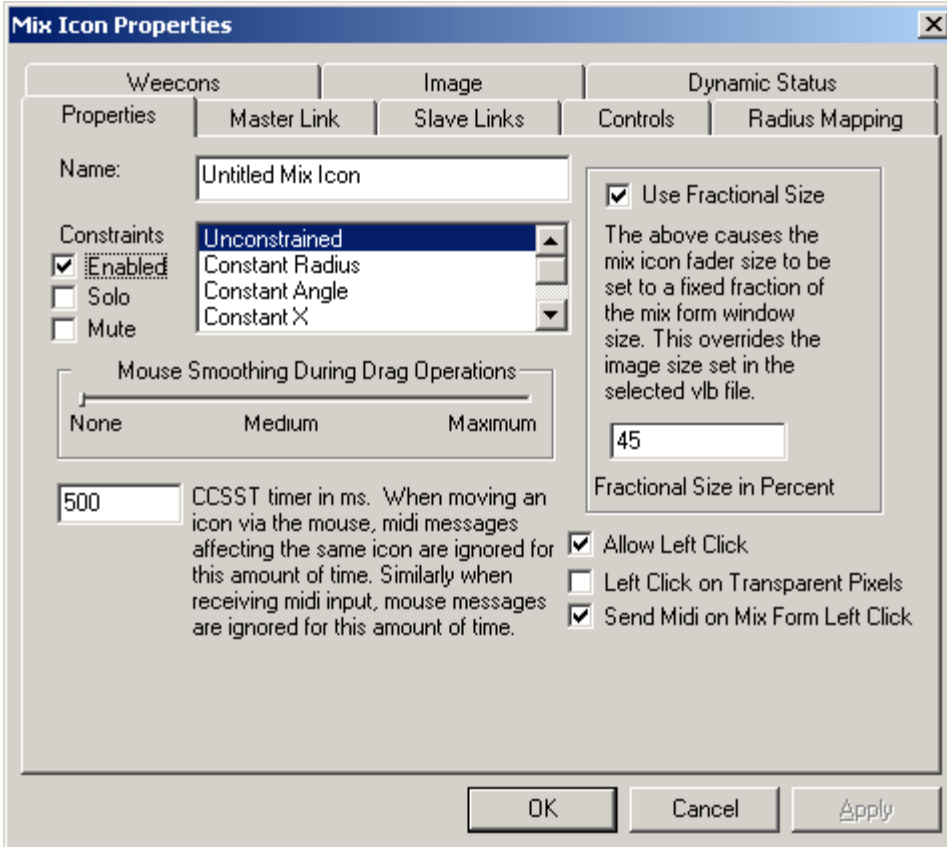 Mix Icon Properties
Weecons
Image
Dynamic Status
Properties
Master Link
Slave Links
Controls
Radius Mapping
Name:
Untitled Mix Icon
Constraints
Enabled
Solo
Mute
Unconstrained
Constant Radius
Constant Angle
Constant X
Mouse Smoothing During Drag Operations
None
Medium
Maximum
500
CCSST timer in ms. When moving an
icon via the mouse, midi messages
affecting the same icon are ignored for
this amount of time. Similarly when
receiving midi input, mouse messages
are ignored for this amount of time.
Use Fractional Size
The above causes the
mix icon fader size to be
set to a fixed fraction of
the mix form window
size. This overrides the
image size set in the
selected vlb file.
45
Fractional Size in Percent
Allow Left Click
Left Click on Transparent Pixels
Send Midi on Mix Form Left Click
OK
Cancel
Apply